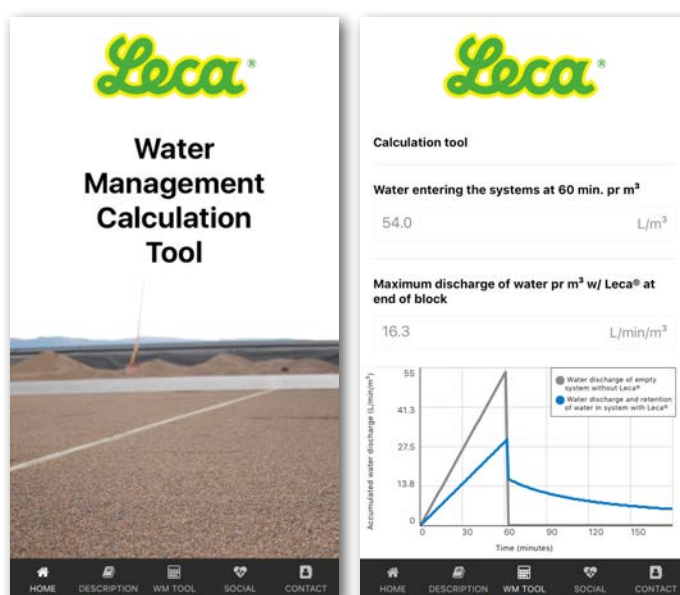 Leca®
Water
Management
Calculation
Tool
HOME DESCRIPTION WM TOOL SOCIAL CONTACT
Leca®
Calculation tool
Water entering the systems at 60 min. pr m³
54.0 L/m³
Maximum discharge of water pr m³ w/ Leca® at
end of block
16.3 L/min/m³
Accumulated water discharge (L/min/m³)
55
41.3
27.5
13.8
0
Water discharge of empty
system without Leca®
Water discharge and retention
of water in system with Leca®
0 30 60 90 120 150
Time (minutes)
HOME DESCRIPTION WM TOOL SOCIAL CONTACT